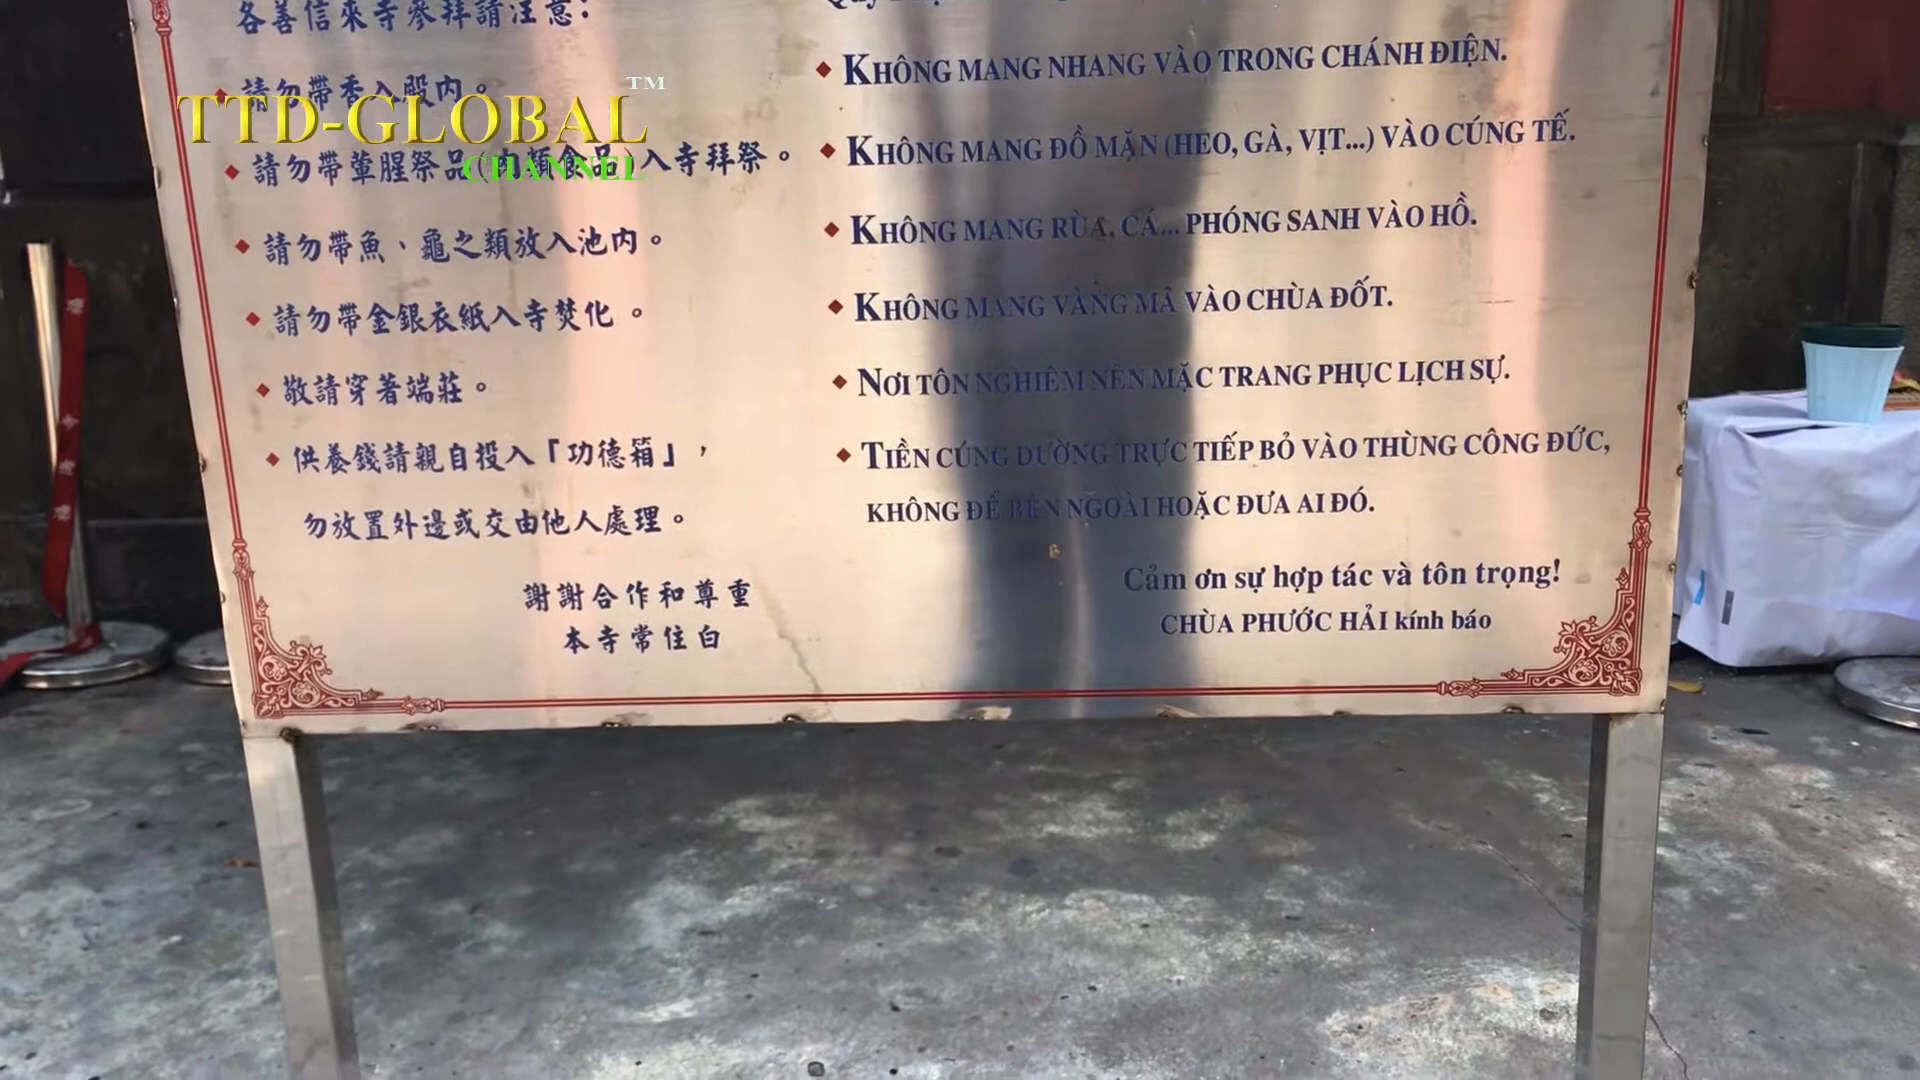 各善信來寺參拜請注意：
請勿帶香入殿內。
請勿帶葷腥祭品(肉類食品)入寺拜祭。
請勿帶魚、龜之類放入池內。
請勿帶金銀衣紙入寺焚化。
敬請穿著端莊。
供養錢請親自投入「功德箱」，
勿放置外邊或交由他人處理。
謝謝合作和尊重
本寺常住白
KHÔNG MANG NHANG VÀO TRONG CHÁNH ĐIỆN.
KHÔNG MANG ĐỒ MẶN (HEO, GÀ, VỊT...) VÀO CÚNG TẾ.
KHÔNG MANG RÙA, CÁ... PHÓNG SANH VÀO HỒ.
KHÔNG MANG VÀNG MÃ VÀO CHÙA ĐỐT.
NƠI TÔN NGHIÊM NÊN MẶC TRANG PHỤC LỊCH SỰ.
TIỀN CÚNG DƯỜNG TRỰC TIẾP BỎ VÀO THÙNG CÔNG ĐỨC,
KHÔNG ĐỂ BÊN NGOÀI HOẶC ĐƯA AI ĐÓ.
Cảm ơn sự hợp tác và tôn trọng!
CHÙA PHƯỚC HẢI kính báo
TTD-GLOBAL™
CHANNEL